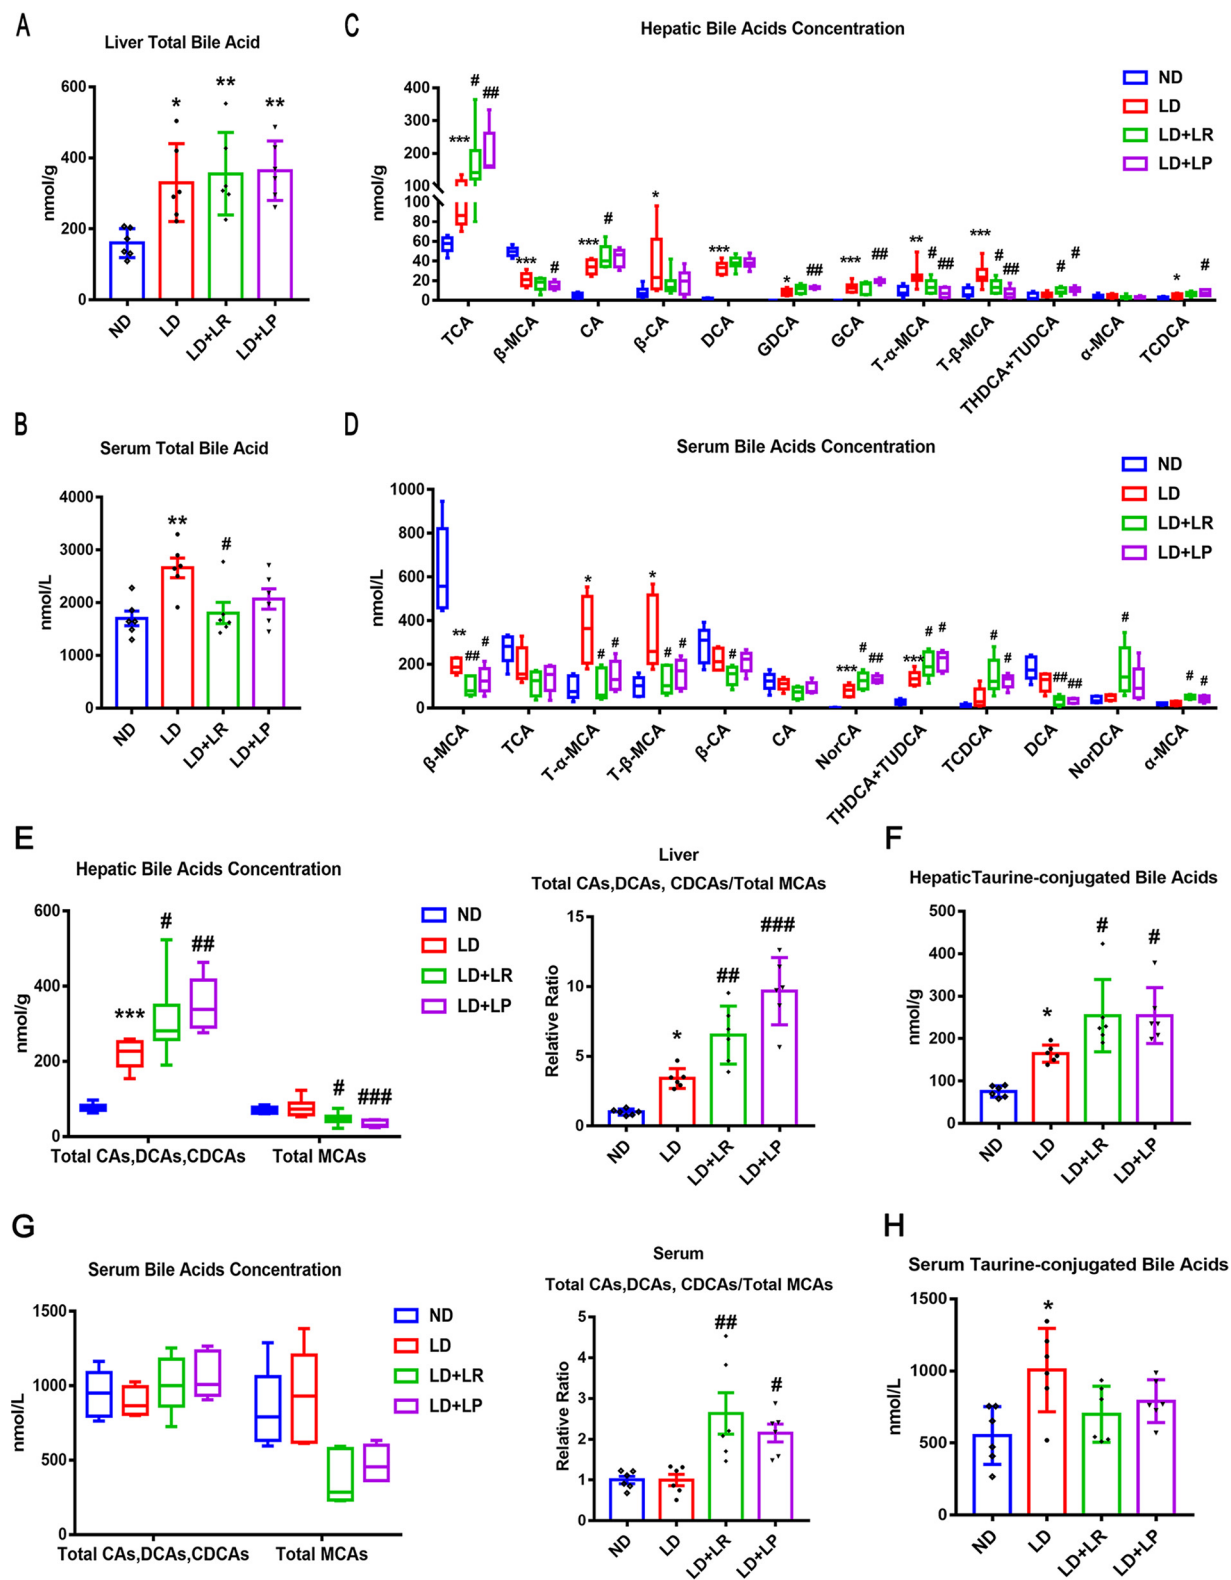 A
Liver Total Bile Acid
nmol/g
600
400
200
0
*
**
**
ND
LD
LD+LR
LD+LP
C
Hepatic Bile Acids Concentration
nmol/g
400
300
200
100
100
80
60
40
20
0
***
#
##
***
#
***
#
*
***
*
##
***
##
**
#
##
***
#
##
#
#
*
#
TCA
β-MCA
CA
β-CA
DCA
GDCA
GCA
T-α-MCA
T-β-MCA
THDCA+TUDCA
α-MCA
TCDCA
ND
LD
LD+LR
LD+LP
B
Serum Total Bile Acid
nmol/L
4000
3000
2000
1000
0
**
#
ND
LD
LD+LR
LD+LP
D
Serum Bile Acids Concentration
nmol/L
1000
800
600
400
200
0
**
##
#
*
#
#
*
#
#
#
***
#
##
***
#
#
#
#
##
##
#
#
#
β-MCA
TCA
T-α-MCA
T-β-MCA
β-CA
CA
NorCA
THDCA+TUDCA
TCDCA
DCA
NorDCA
α-MCA
ND
LD
LD+LR
LD+LP
E
Hepatic Bile Acids Concentration
nmol/g
600
400
200
0
***
#
##
#
###
Total CAs,DCAs,CDCAs
Total MCAs
ND
LD
LD+LR
LD+LP
Liver
Total CAs,DCAs, CDCAs/Total MCAs
Relative Ratio
15
10
5
0
*
##
###
ND
LD
LD+LR
LD+LP
F
HepaticTaurine-conjugated Bile Acids
nmol/g
500
400
300
200
100
0
*
#
#
ND
LD
LD+LR
LD+LP
G
Serum Bile Acids Concentration
nmol/L
1500
1000
500
0
Total CAs,DCAs,CDCAs
Total MCAs
ND
LD
LD+LR
LD+LP
Serum
Total CAs,DCAs, CDCAs/Total MCAs
Relative Ratio
5
4
3
2
1
0
##
#
ND
LD
LD+LR
LD+LP
H
Serum Taurine-conjugated Bile Acids
nmol/L
1500
1000
500
0
*
ND
LD
LD+LR
LD+LP